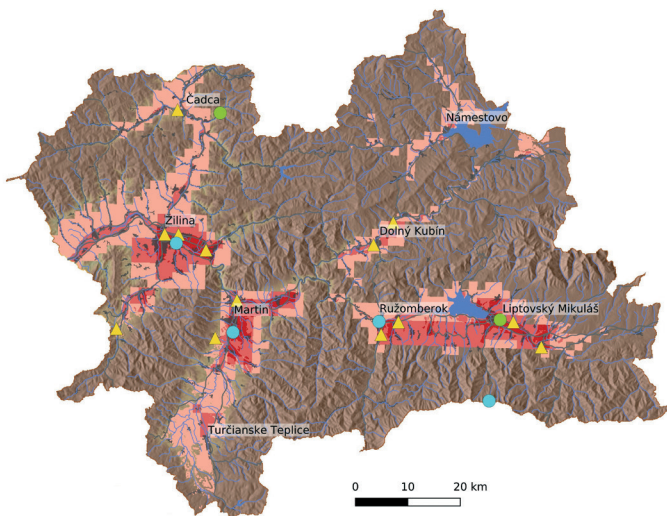 Čadca
Námestovo
Žilina
Dolný Kubín
Martin
Ružomberok
Liptovský Mikuláš
Turčianske Teplice
0 10 20 km